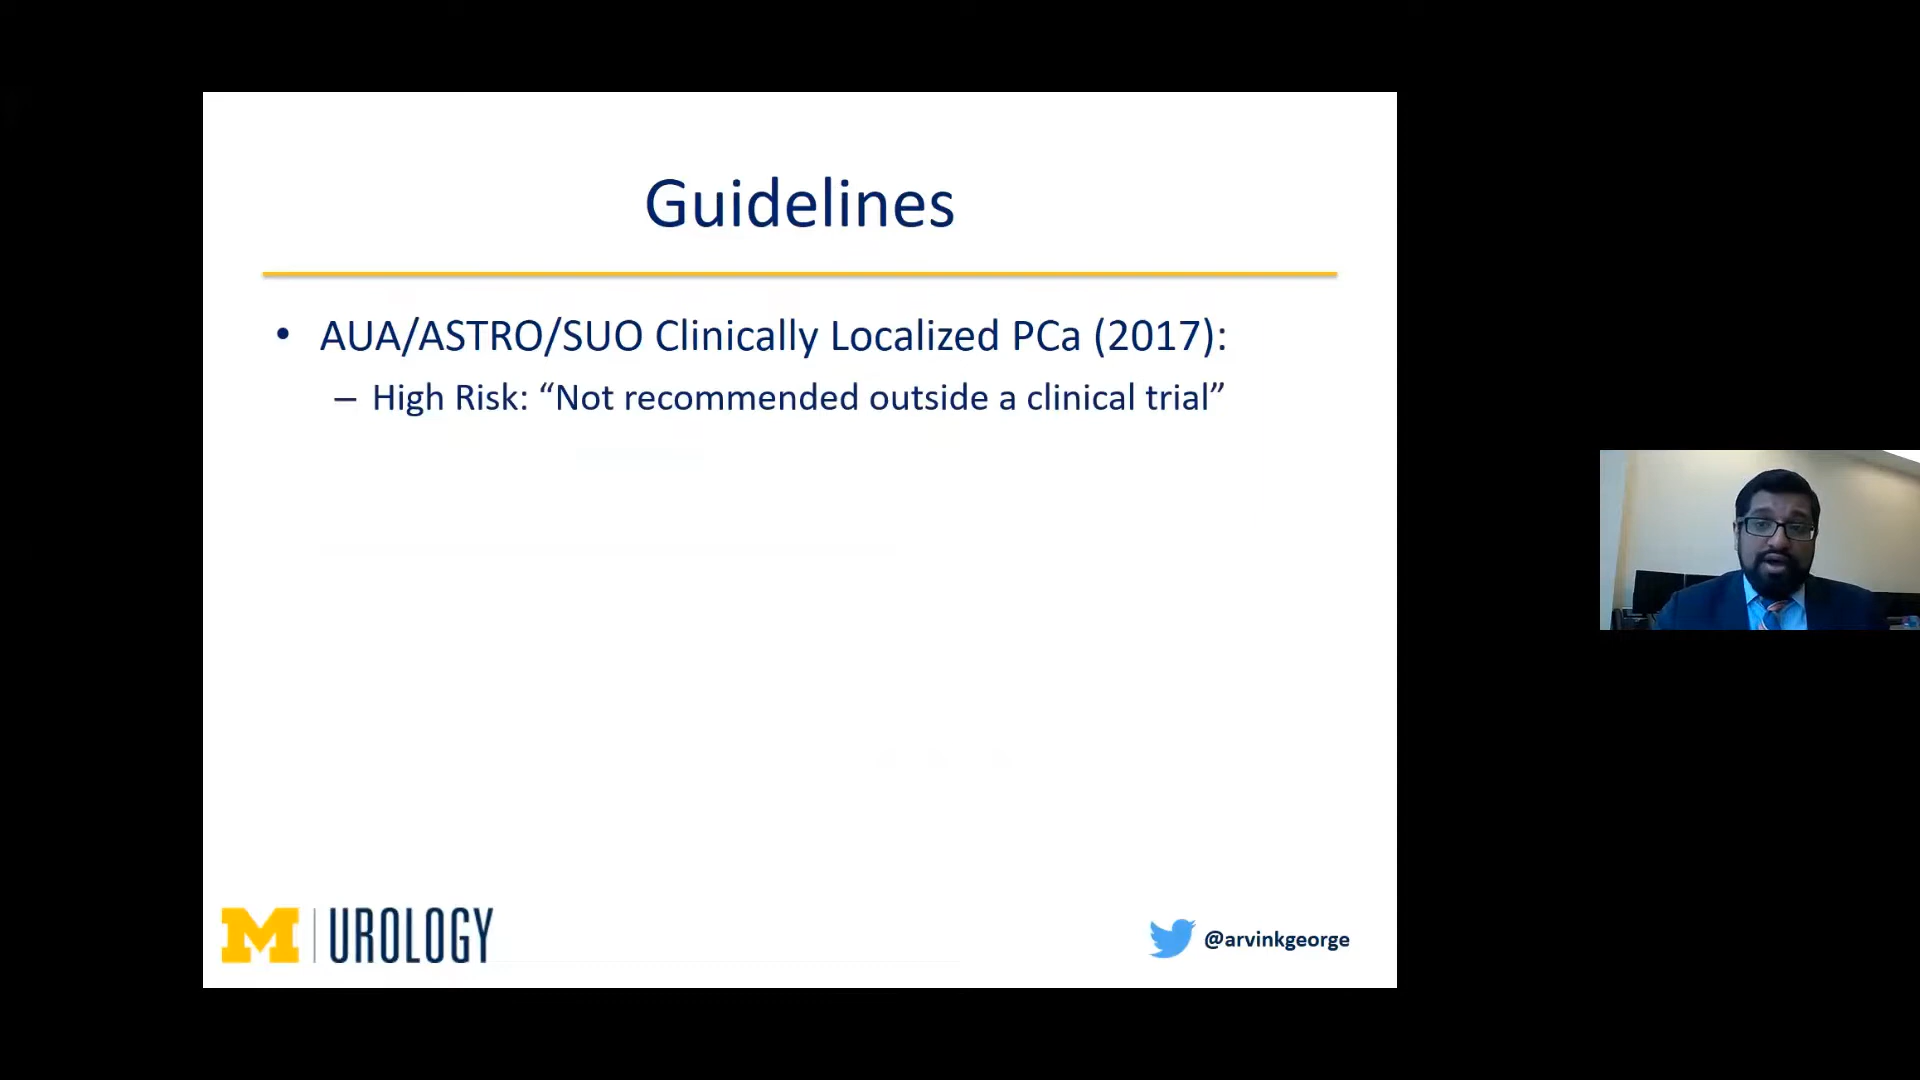 Guidelines
• AUA/ASTRO/SUO Clinically Localized PCa (2017):
– High Risk: “Not recommended outside a clinical trial”
M | UROLOGY
@arvinkgeorge